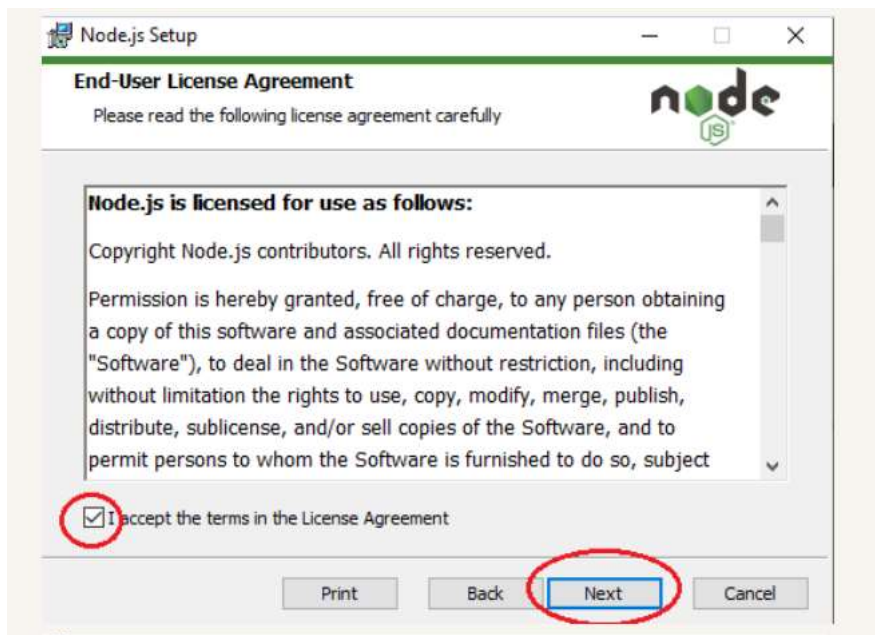 Node.js Setup
End-User License Agreement
Please read the following license agreement carefully
node
JS
Node.js is licensed for use as follows:
Copyright Node.js contributors. All rights reserved.
Permission is hereby granted, free of charge, to any person obtaining
a copy of this software and associated documentation files (the
"Software"), to deal in the Software without restriction, including
without limitation the rights to use, copy, modify, merge, publish,
distribute, sublicense, and/or sell copies of the Software, and to
permit persons to whom the Software is furnished to do so, subject
I accept the terms in the License Agreement
Print Back Next Cancel